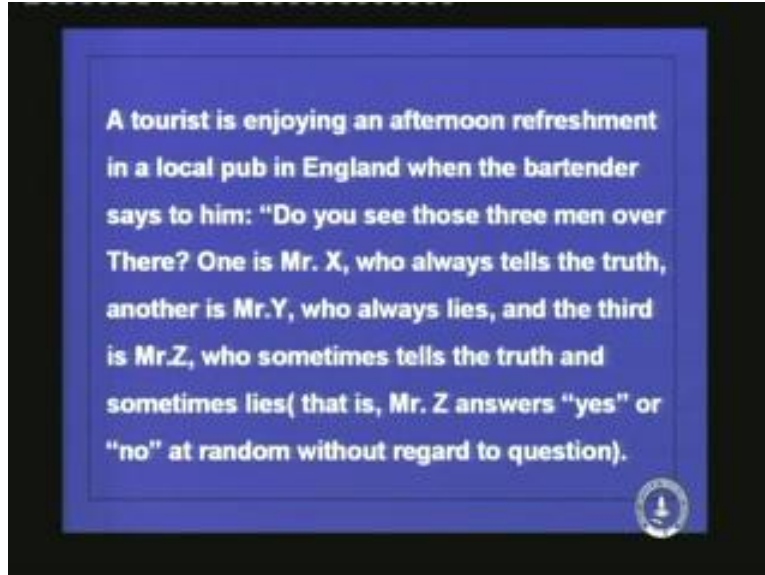 A tourist is enjoying an afternoon refreshment
in a local pub in England when the bartender
says to him: “Do you see those three men over
There? One is Mr. X, who always tells the truth,
another is Mr.Y, who always lies, and the third
is Mr.Z, who sometimes tells the truth and
sometimes lies( that is, Mr. Z answers “yes” or
“no” at random without regard to question).